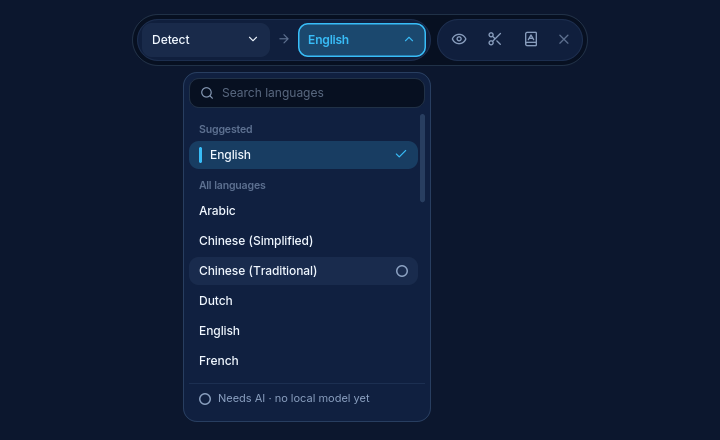 Detect
English
Search languages
Suggested
English
All languages
Arabic
Chinese (Simplified)
Chinese (Traditional)
Dutch
English
French
Needs AI · no local model yet